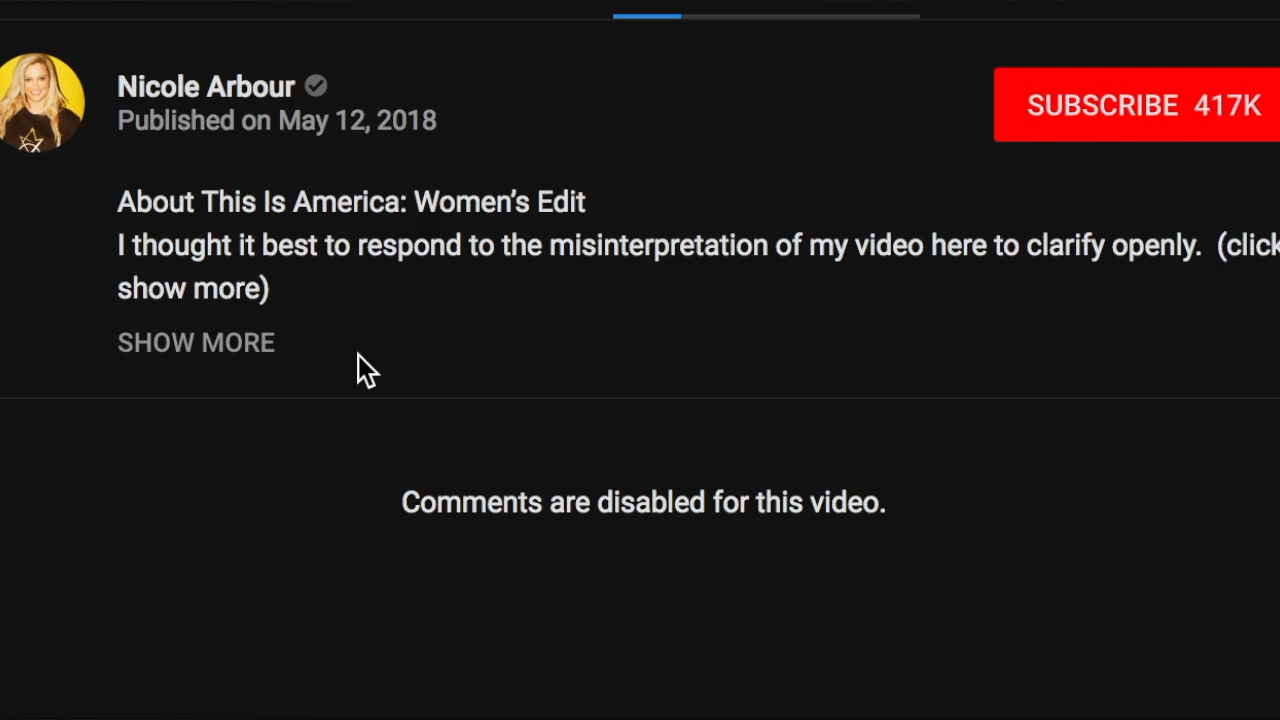 Nicole Arbour
Published on May 12, 2018
SUBSCRIBE 417K
About This Is America: Women’s Edit
I thought it best to respond to the misinterpretation of my video here to clarify openly. (click
show more)
SHOW MORE
Comments are disabled for this video.